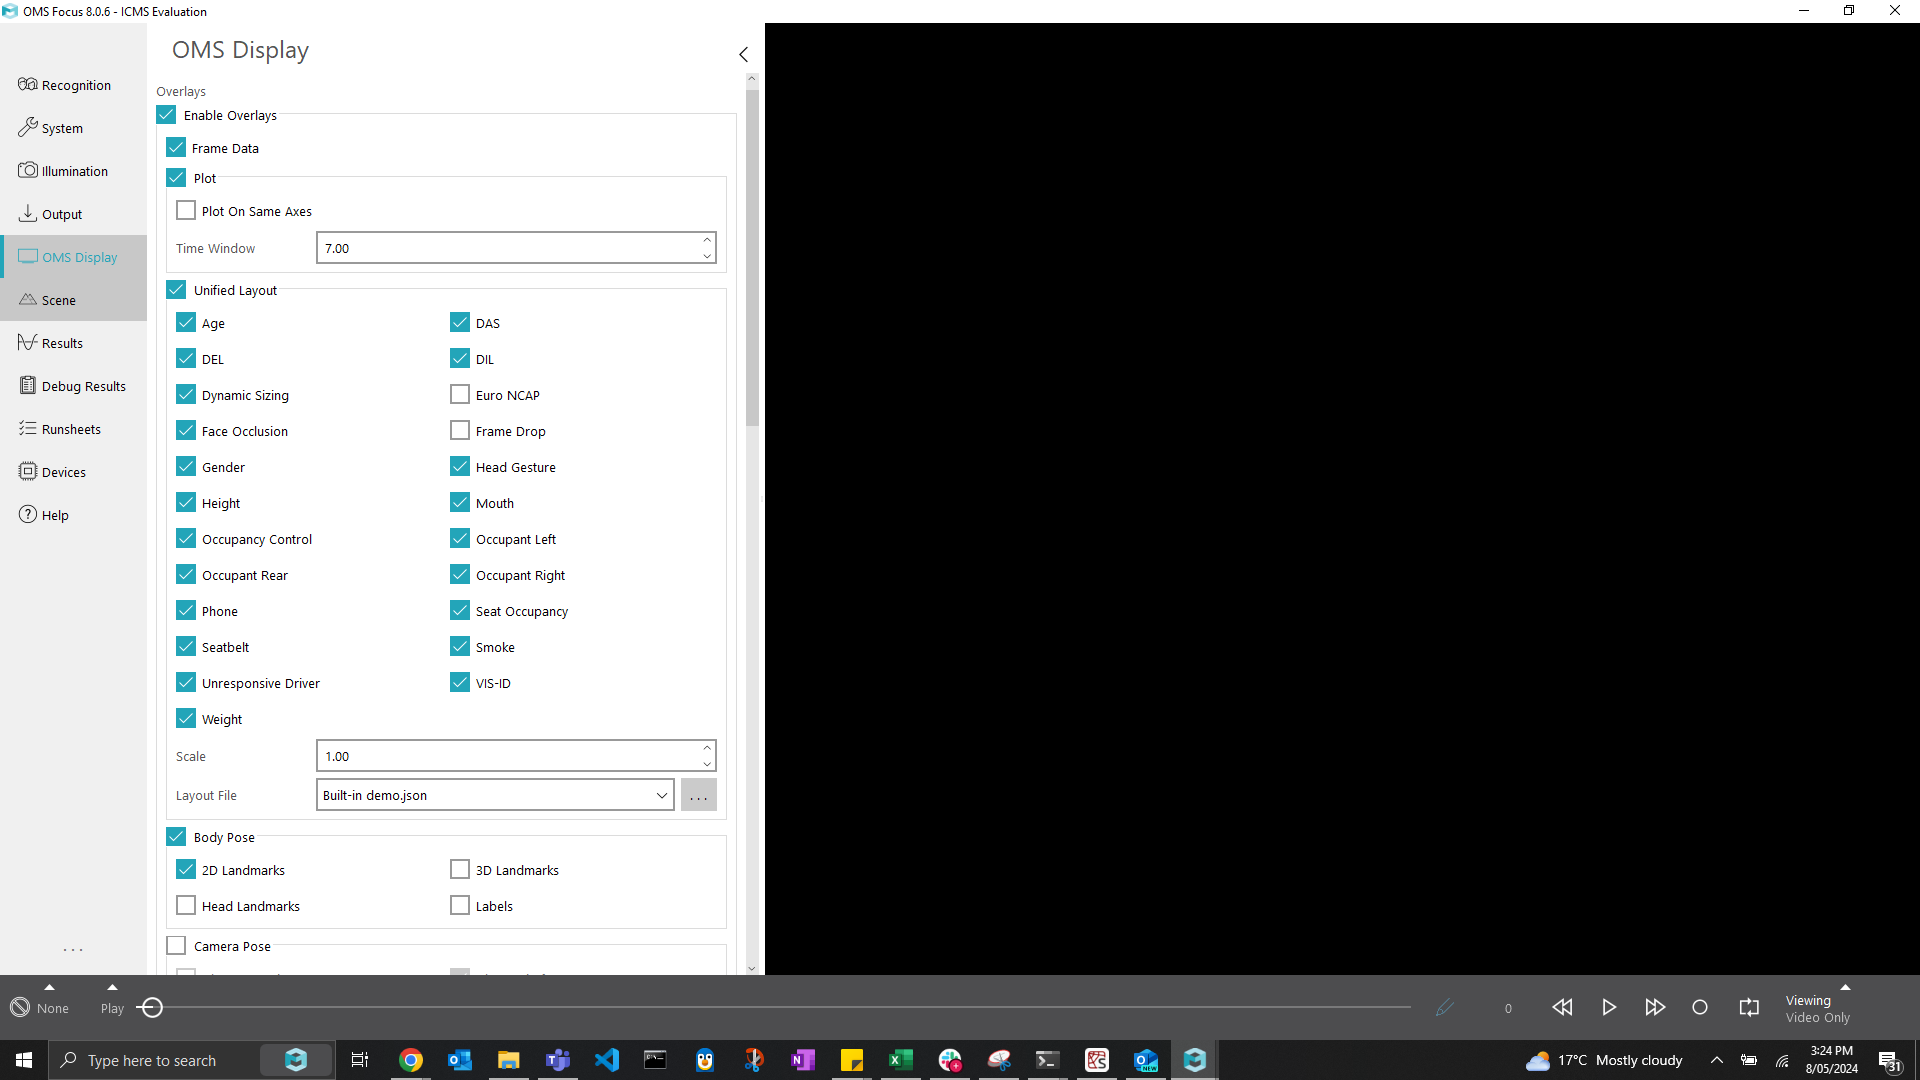 OMS Focus 8.0.6 - ICMS Evaluation
OMS Display
Recognition
System
Illumination
Output
OMS Display
Scene
Results
Debug Results
Runsheets
Devices
Help
...
Overlays
Enable Overlays
Frame Data
Plot
Plot On Same Axes
Time Window 7.00
Unified Layout
Age DAS
DEL DIL
Dynamic Sizing Euro NCAP
Face Occlusion Frame Drop
Gender Head Gesture
Height Mouth
Occupancy Control Occupant Left
Occupant Rear Occupant Right
Phone Seat Occupancy
Seatbelt Smoke
Unresponsive Driver VIS-ID
Weight
Scale 1.00
Layout File Built-in demo.json ...
Body Pose
2D Landmarks 3D Landmarks
Head Landmarks Labels
Camera Pose
None Play 0 Viewing
Video Only
Type here to search
17°C Mostly cloudy
3:24 PM
8/05/2024
31